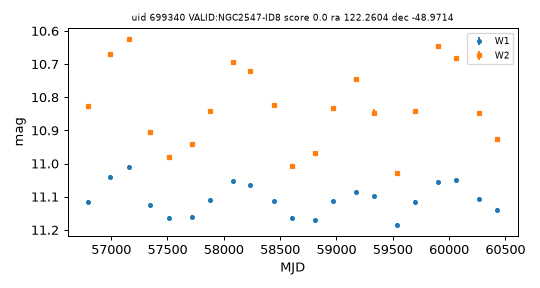 uid 699340 VALID:NGC2547-ID8 score 0.0 ra 122.2604 dec -48.9714
W1
W2
mag
10.6
10.7
10.8
10.9
11.0
11.1
11.2
57000 57500 58000 58500 59000 59500 60000 60500
MJD